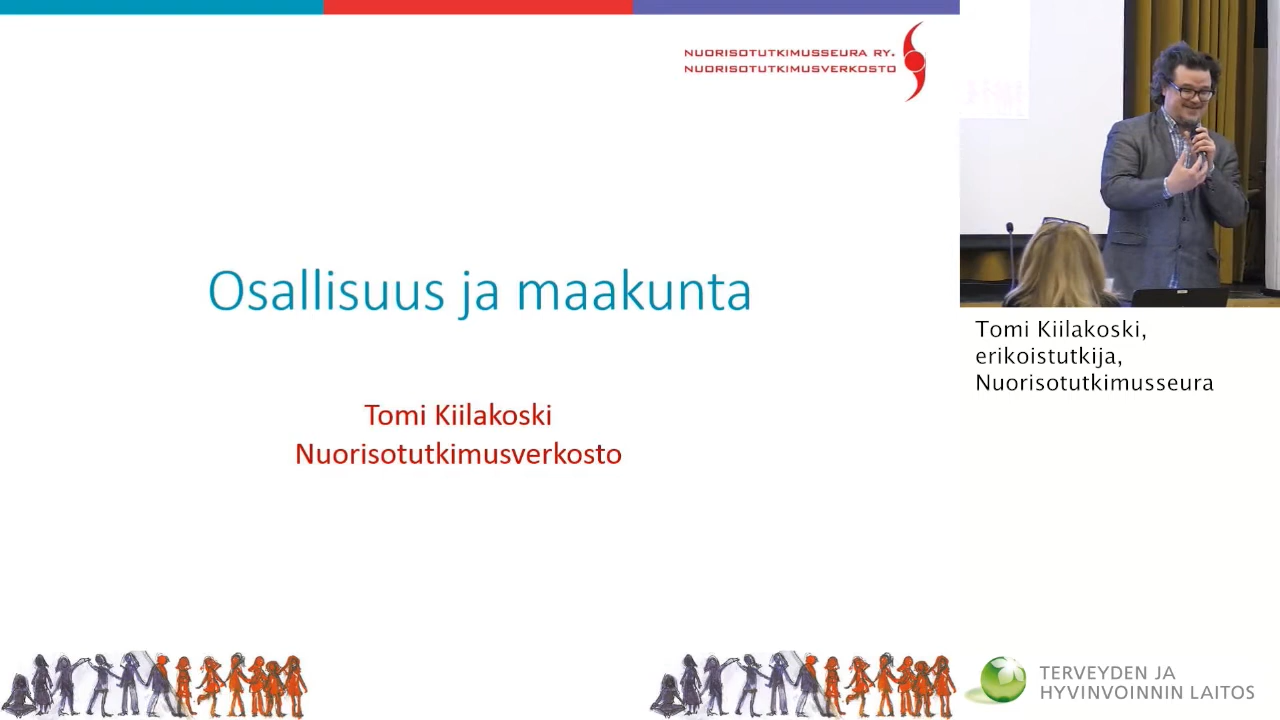 NUORISOTUTKIMUSSEURA RY.
NUORISOTUTKIMUSVERKOSTO
Osallisuus ja maakunta
Tomi Kiilakoski
Nuorisotutkimusverkosto
Tomi Kiilakoski,
erikoistutkija,
Nuorisotutkimusseura
TERVEYDEN JA
HYVINVOINNIN LAITOS